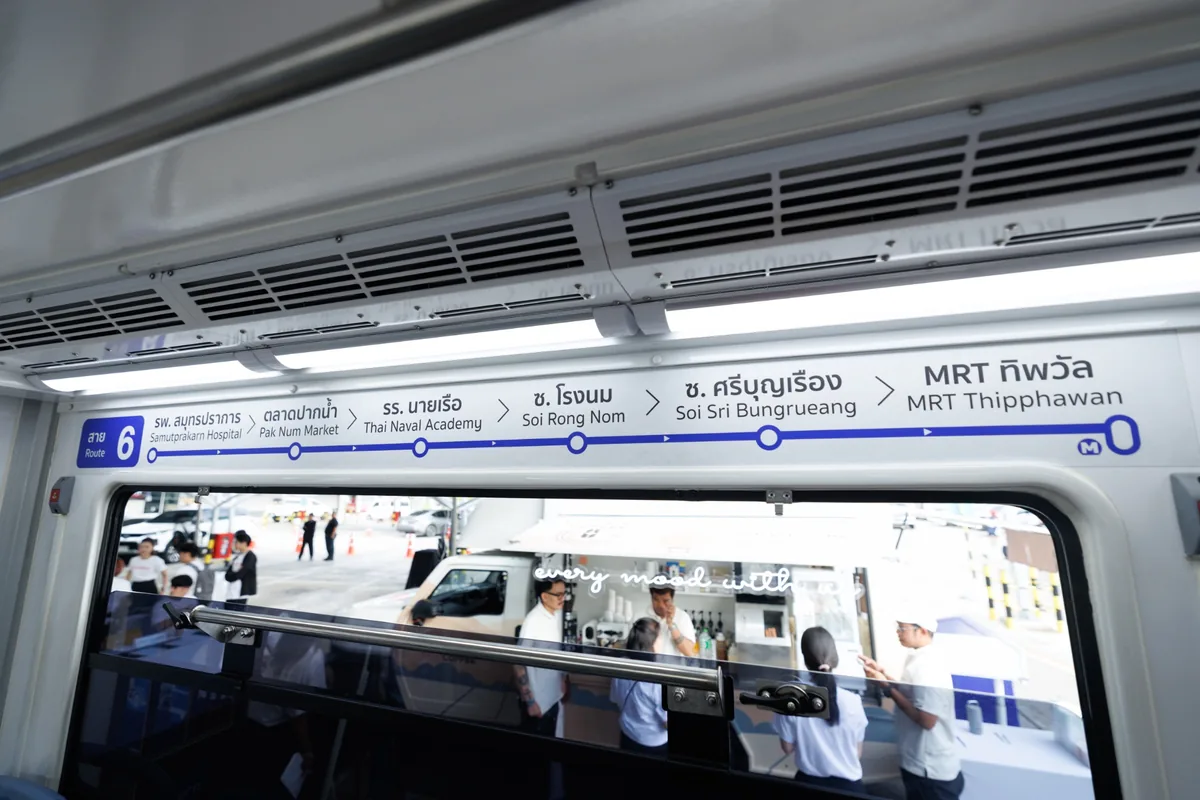 สาย
Route
6
รพ. สมุทรปราการ
Samutprakarn Hospital
ตลาดปากน้ำ
Pak Num Market
รร. นายเรือ
Thai Naval Academy
ซ. โรงนม
Soi Rong Nom
ซ. ศรีบุญเรือง
Soi Sri Bungrueang
MRT ทิพวัล
MRT Thipphawan
M
every mood with